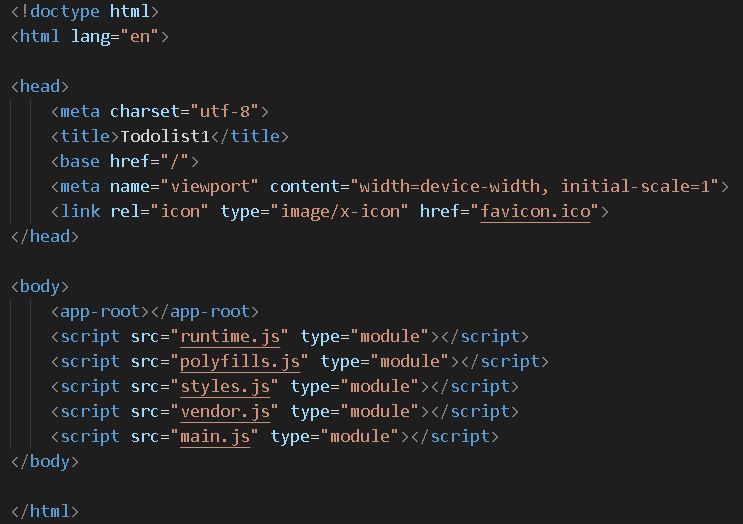 <!doctype html>
<html lang="en">
<head>
<meta charset="utf-8">
<title>Todolist1</title>
<base href="/">
<meta name="viewport" content="width=device-width, initial-scale=1">
<link rel="icon" type="image/x-icon" href="favicon.ico">
</head>
<body>
<app-root></app-root>
<script src="runtime.js" type="module"></script>
<script src="polyfills.js" type="module"></script>
<script src="styles.js" type="module"></script>
<script src="vendor.js" type="module"></script>
<script src="main.js" type="module"></script>
</body>
</html>